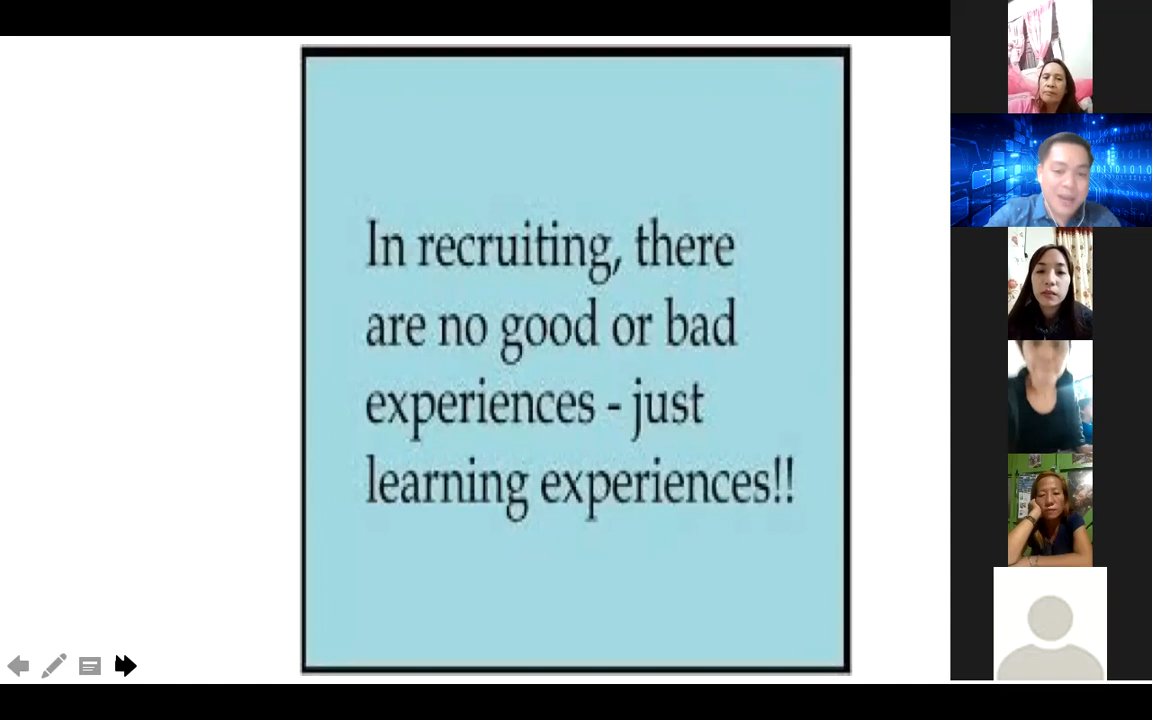 In recruiting, there
are no good or bad
experiences - just
learning experiences!!